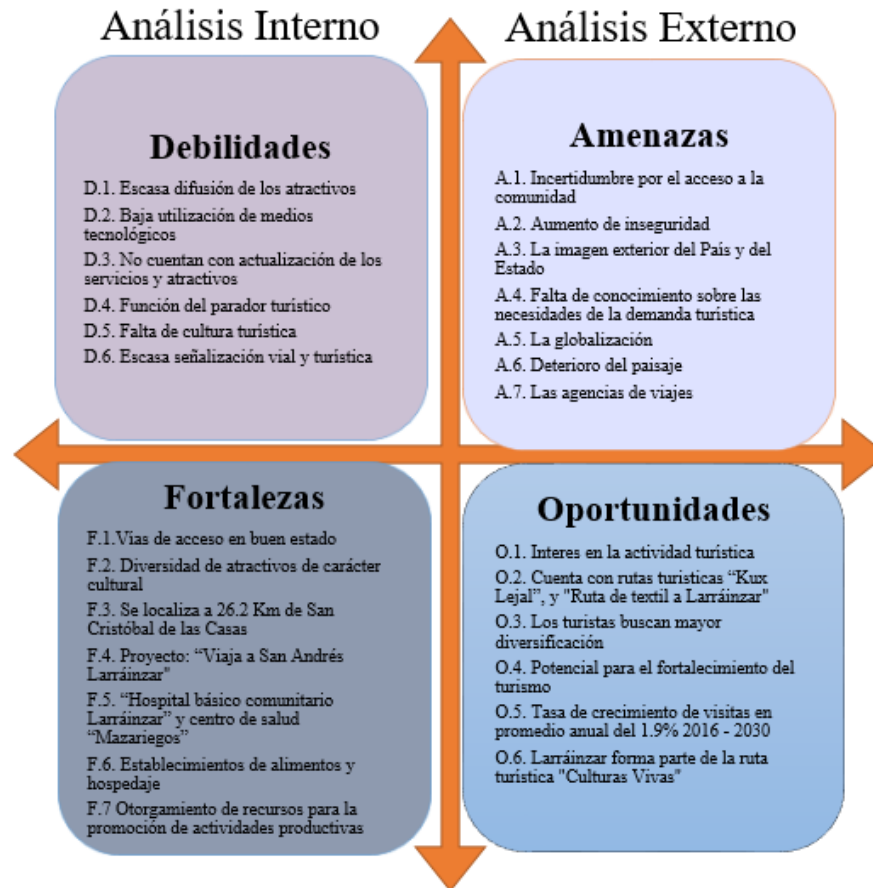 Análisis Interno
Análisis Externo
Debilidades
D.1. Escasa difusión de los atractivos
D.2. Baja utilización de medios
tecnológicos
D.3. No cuentan con actualización de los
servicios y atractivos
D.4. Función del parador turístico
D.5. Falta de cultura turística
D.6. Escasa señalización vial y turística
Amenazas
A.1. Incertidumbre por el acceso a la
comunidad
A.2. Aumento de inseguridad
A.3. La imagen exterior del País y del
Estado
A.4. Falta de conocimiento sobre las
necesidades de la demanda turística
A.5. La globalización
A.6. Deterioro del paisaje
A.7. Las agencias de viajes
Fortalezas
F.1.Vías de acceso en buen estado
F.2. Diversidad de atractivos de carácter
cultural
F.3. Se localiza a 26.2 Km de San
Cristóbal de las Casas
F.4. Proyecto: “Viaja a San Andrés
Larráinzar"
F.5. “Hospital básico comunitario
Larráinzar” y centro de salud
“Mazariegos”
F.6. Establecimientos de alimentos y
hospedaje
F.7 Otorgamiento de recursos para la
promoción de actividades productivas
Oportunidades
O.1. Interes en la actividad turística
O.2. Cuenta con rutas turisticas “Kux
Lejal”, y "Ruta de textil a Larráinzar"
O.3. Los turistas buscan mayor
diversificación
O.4. Potencial para el fortalecimiento del
turismo
O.5. Tasa de crecimiento de visitas en
promedio anual del 1.9% 2016 - 2030
O.6. Larráinzar forma parte de la ruta
turística "Culturas Vivas"